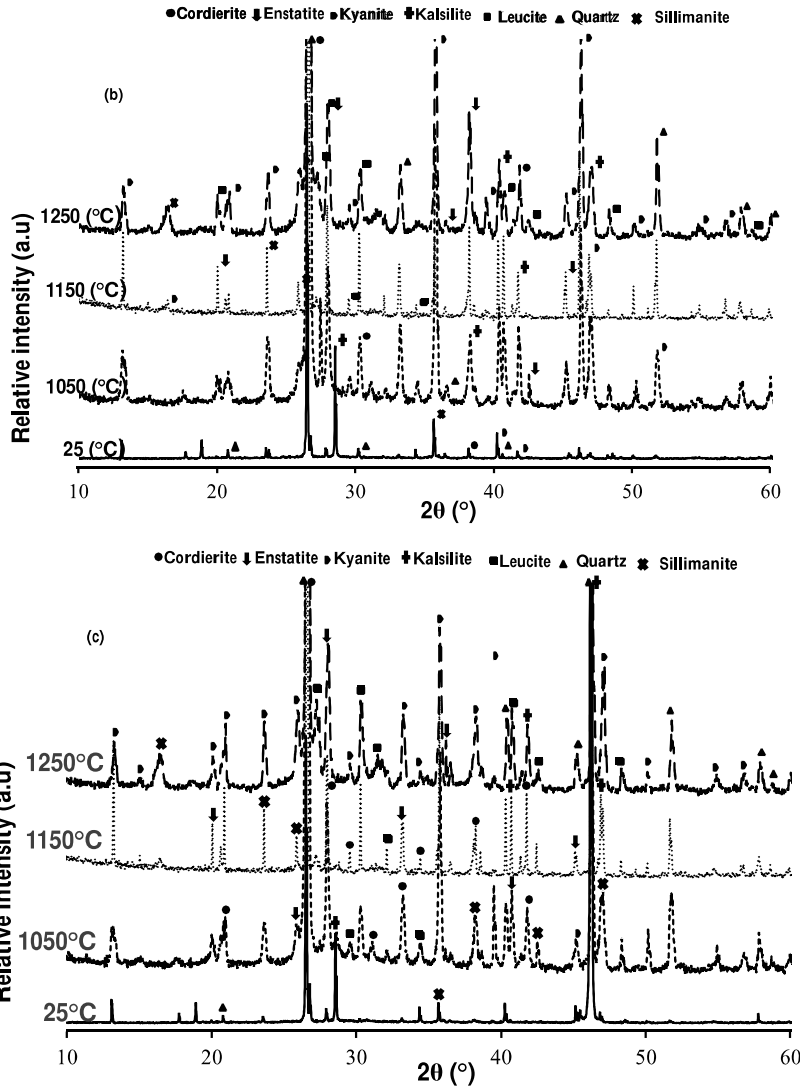 Cordierite Enstatite Kyanite Kalsilite Leucite Quartz Sillimanite
(b)
Relative intensity (a.u)
1250 (°C)
1150 (°C)
1050 (°C)
25 (°C)
10 20 30 40 50 60
2θ (°)
Cordierite Enstatite Kyanite Kalsilite Leucite Quartz Sillimanite
(c)
Relative intensity (a.u)
1250°C
1150°C
1050°C
25°C
10 20 30 40 50 60
2θ (°)